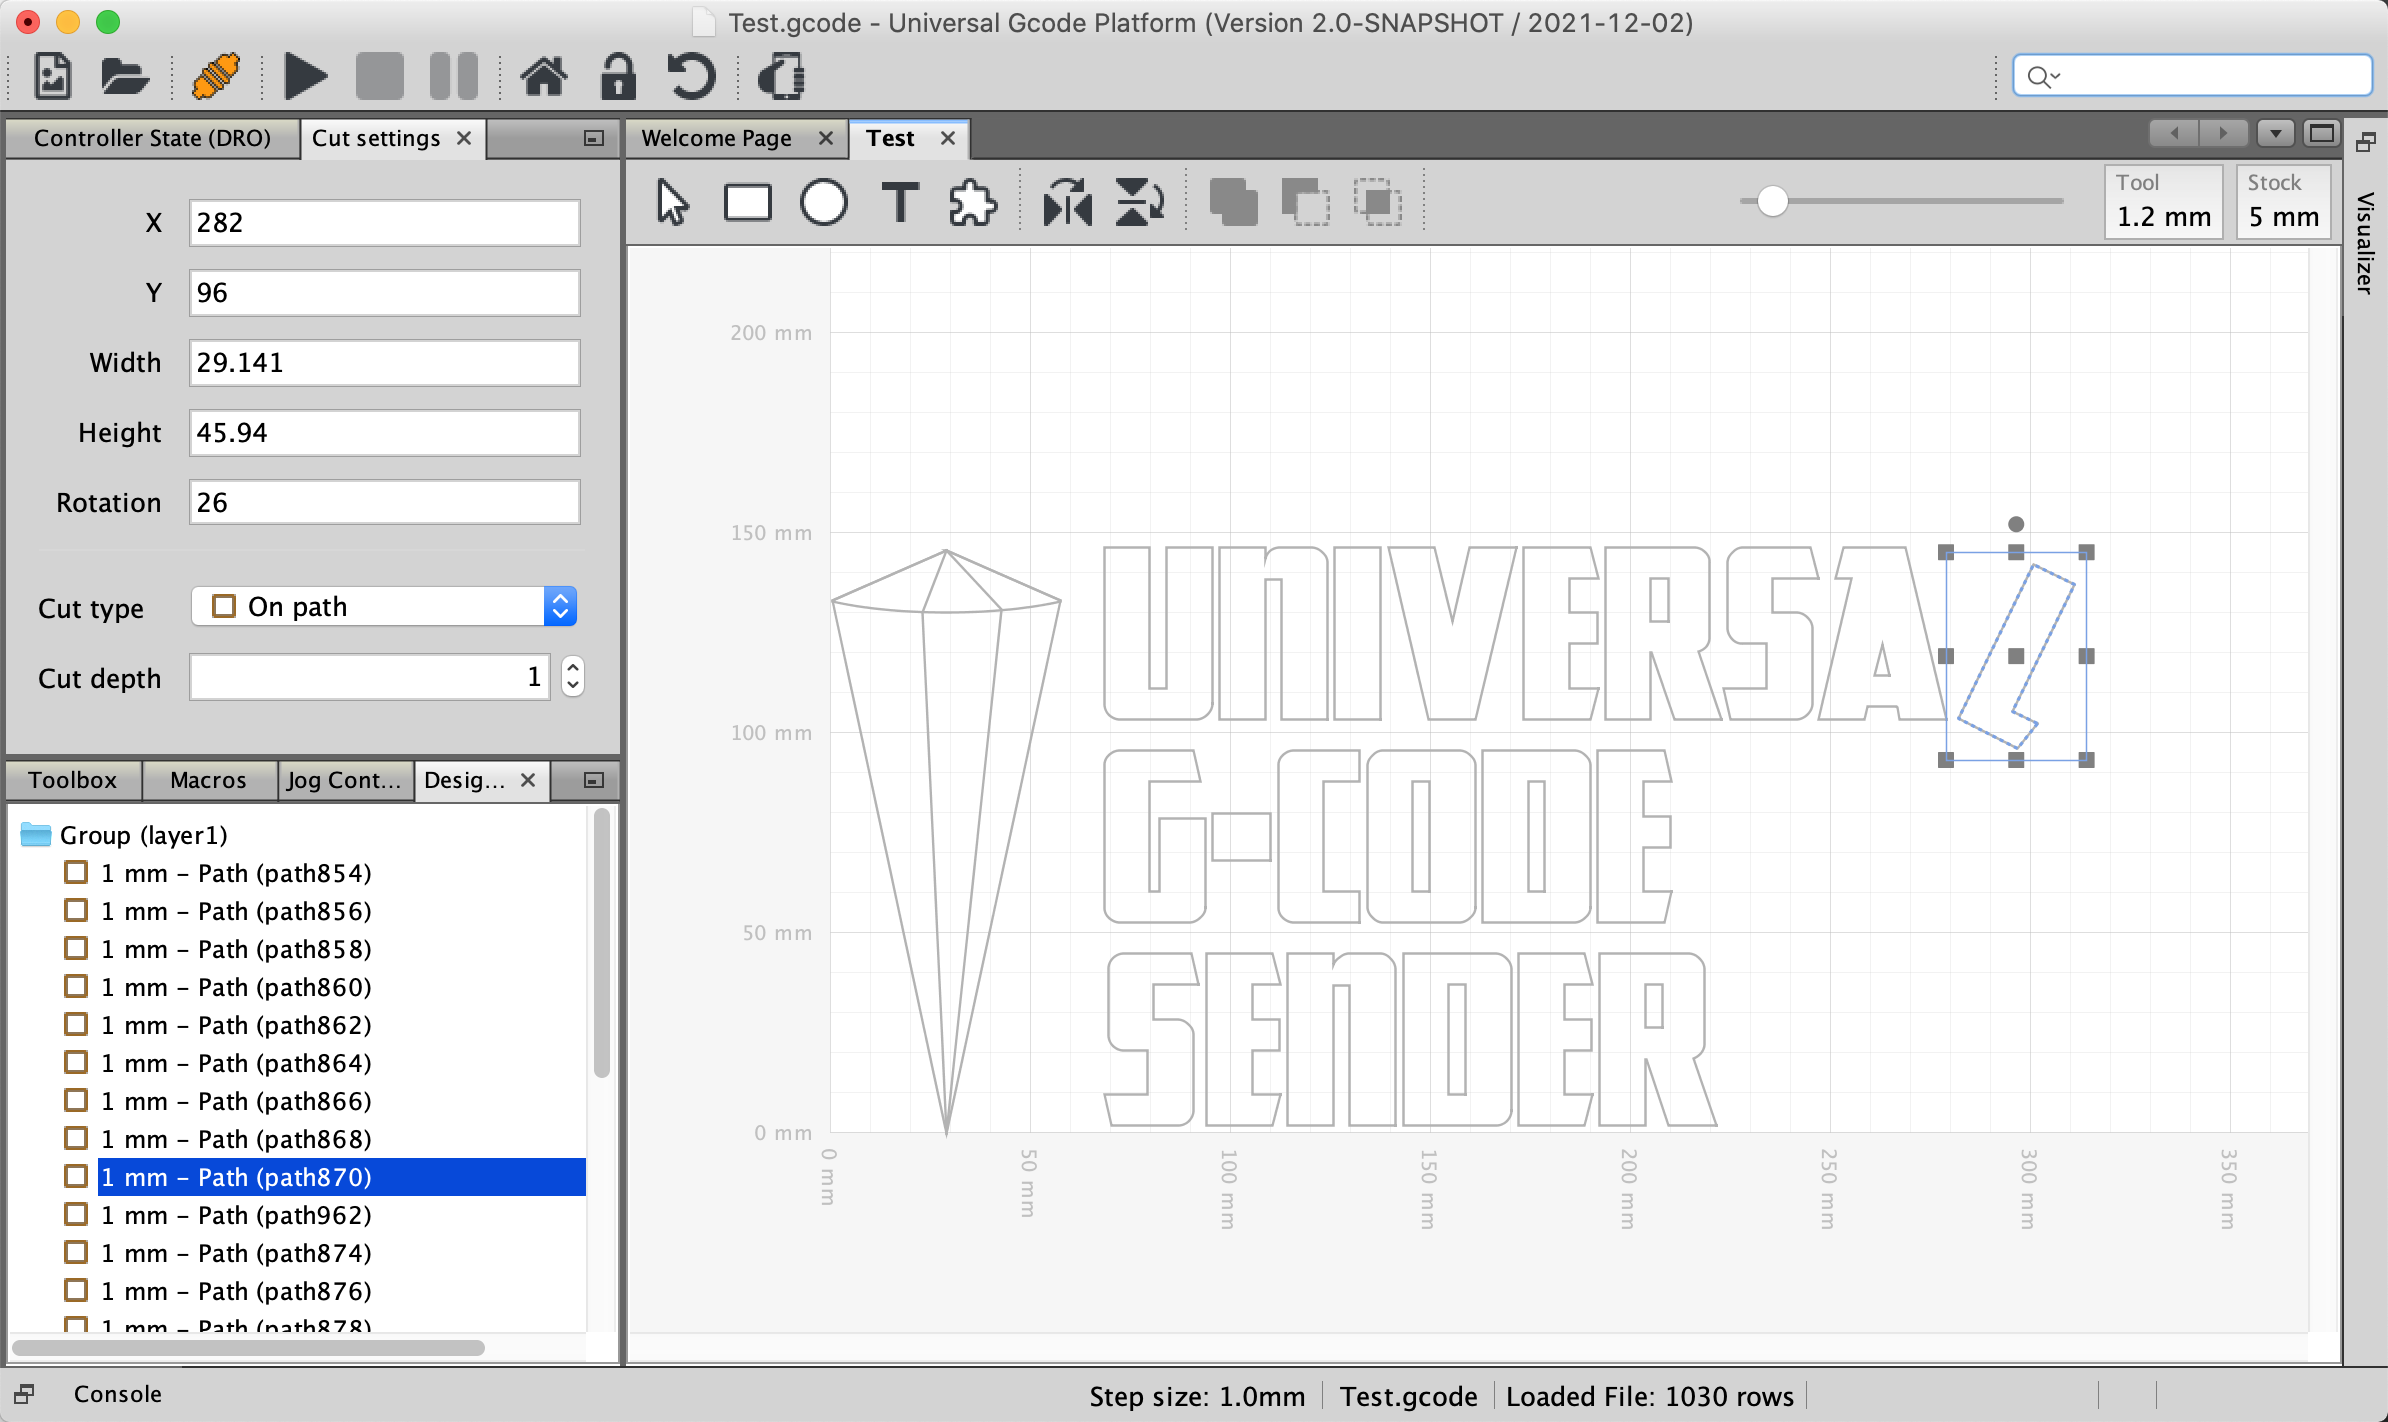 Test.gcode - Universal Gcode Platform (Version 2.0-SNAPSHOT / 2021-12-02)
Controller State (DRO)
Cut settings
X
282
Y
96
Width
29.141
Height
45.94
Rotation
26
Cut type
On path
Cut depth
1
Toolbox
Macros
Jog Cont...
Desig...
Group (layer1)
1 mm - Path (path854)
1 mm - Path (path856)
1 mm - Path (path858)
1 mm - Path (path860)
1 mm - Path (path862)
1 mm - Path (path864)
1 mm - Path (path866)
1 mm - Path (path868)
1 mm - Path (path870)
1 mm - Path (path962)
1 mm - Path (path874)
1 mm - Path (path876)
1 mm - Path (path878)
Welcome Page
Test
T
Tool
1.2 mm
Stock
5 mm
Visualizer
200 mm
150 mm
100 mm
50 mm
0 mm
UNIVERSAL
G-CODE
SENDER
0 mm
50 mm
100 mm
150 mm
200 mm
250 mm
300 mm
350 mm
Console
Step size: 1.0mm
Test.gcode
Loaded File: 1030 rows